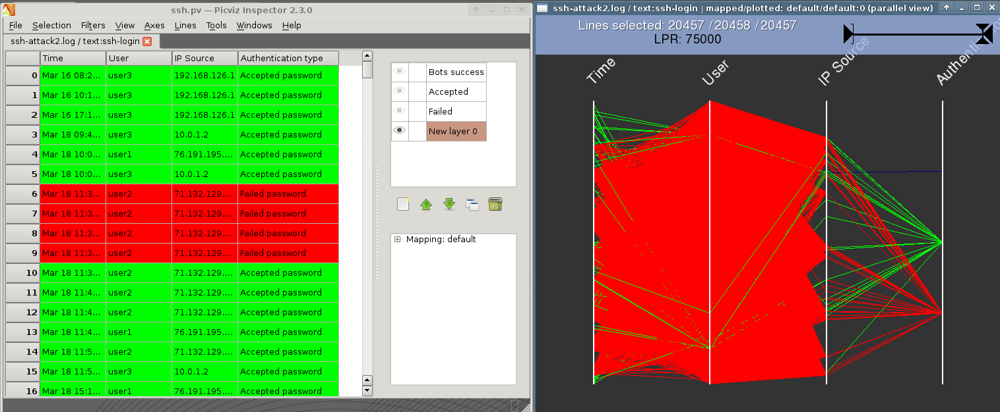 ssh.pv — Picviz Inspector 2.3.0
File Selection Filters View Axes Lines Tools Windows Help
ssh-attack2.log / text:ssh-login
Time User IP Source Authentication type
0 Mar 16 08:2... user3 192.168.126.1 Accepted password
1 Mar 16 10:1... user3 192.168.126.1 Accepted password
2 Mar 16 17:1... user3 192.168.126.1 Accepted password
3 Mar 18 09:4... user3 10.0.1.2 Accepted password
4 Mar 18 10:0... user1 76.191.195.... Accepted password
5 Mar 18 10:0... user3 10.0.1.2 Accepted password
6 Mar 18 11:3... user2 71.132.129.... Failed password
7 Mar 18 11:3... user2 71.132.129.... Failed password
8 Mar 18 11:3... user2 71.132.129.... Failed password
9 Mar 18 11:3... user2 71.132.129.... Failed password
10 Mar 18 11:3... user2 71.132.129.... Accepted password
11 Mar 18 11:4... user2 71.132.129.... Accepted password
12 Mar 18 11:4... user2 71.132.129.... Accepted password
13 Mar 18 11:4... user1 76.191.195.... Accepted password
14 Mar 18 11:5... user2 71.132.129.... Accepted password
15 Mar 18 11:5... user3 10.0.1.2 Accepted password
16 Mar 18 15:1... user1 76.191.195.... Accepted password
Bots success
Accepted
Failed
New layer 0
Mapping: default
ssh-attack2.log / text:ssh-login | mapped/plotted: default/default:0 (parallel view)
Lines selected: 20457 /20458 /20457
LPR: 75000
Time
User
IP Source